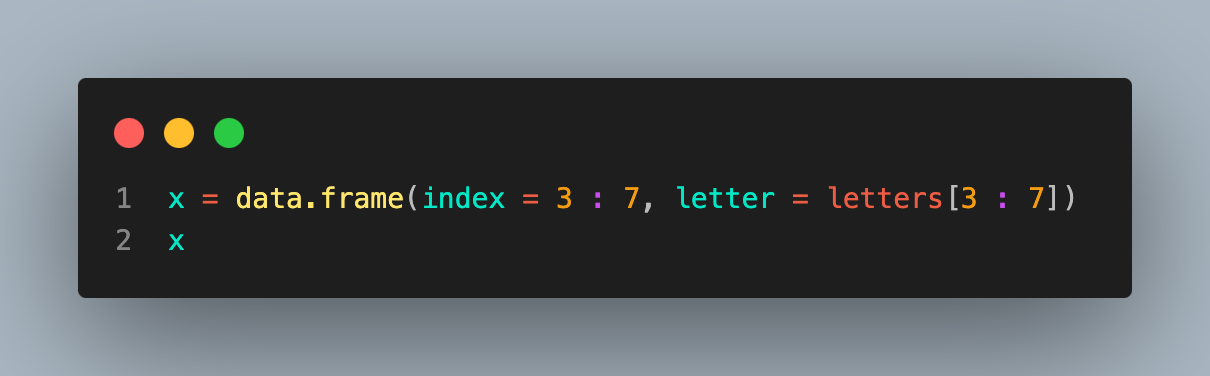 1 x = data.frame(index = 3 : 7, letter = letters[3 : 7])
2 x